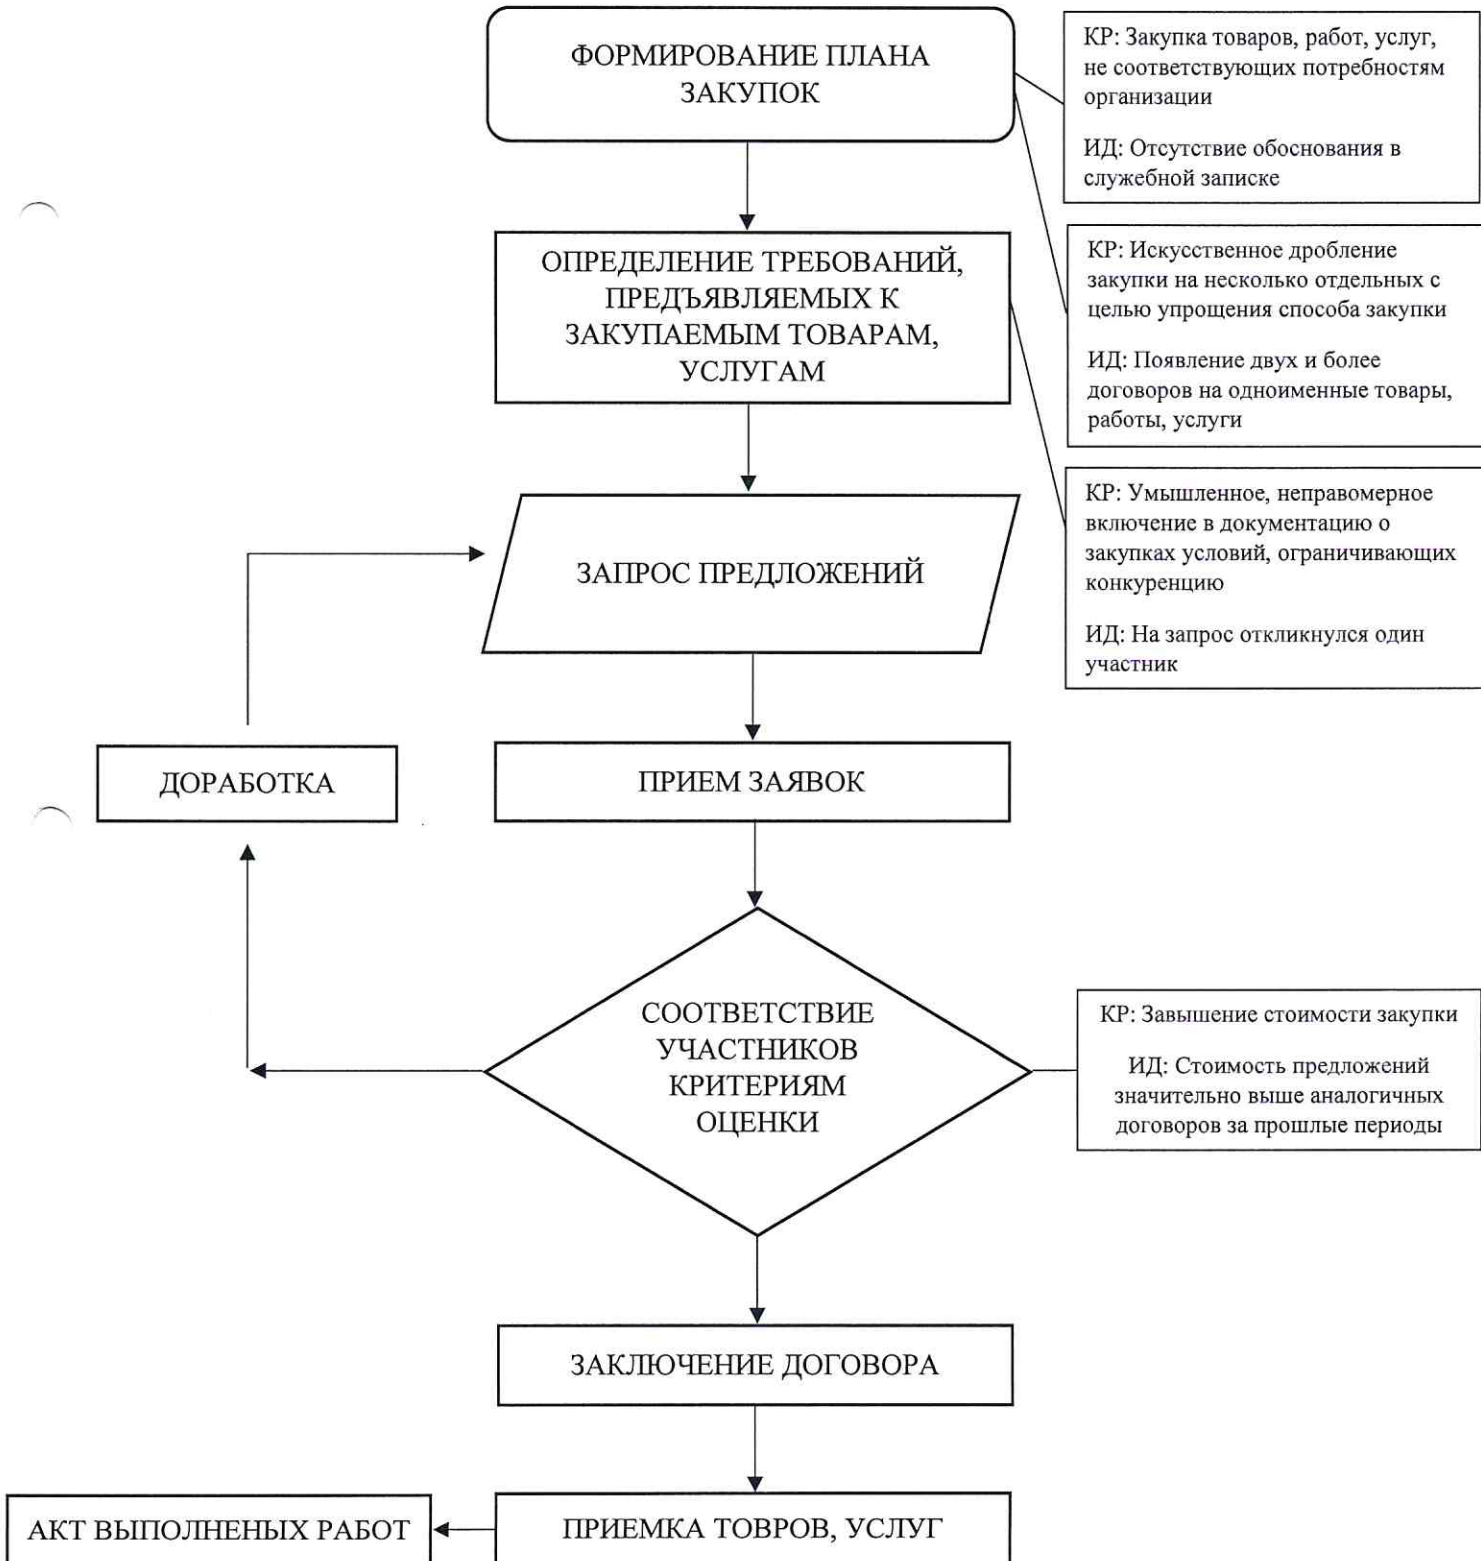 ФОРМИРОВАНИЕ ПЛАНА
ЗАКУПОК
КР: Закупка товаров, работ, услуг,
не соответствующих потребностям
организации
ИД: Отсутствие обоснования в
служебной записке
КР: Искусственное дробление
закупки на несколько отдельных с
целью упрощения способа закупки
ИД: Появление двух и более
договоров на одноименные товары,
работы, услуги
ОПРЕДЕЛЕНИЕ ТРЕБОВАНИЙ,
ПРЕДЪЯВЛЯЕМЫХ К
ЗАКУПАЕМЫМ ТОВАРАМ,
УСЛУГАМ
КР: Умышленное, неправомерное
включение в документацию о
закупках условий, ограничивающих
конкуренцию
ИД: На запрос откликнулся один
участник
ЗАПРОС ПРЕДЛОЖЕНИЙ
ДОРАБОТКА
ПРИЕМ ЗАЯВОК
СООТВЕТСТВИЕ
УЧАСТНИКОВ
КРИТЕРИЯМ
ОЦЕНКИ
КР: Завышение стоимости закупки
ИД: Стоимость предложений
значительно выше аналогичных
договоров за прошлые периоды
ЗАКЛЮЧЕНИЕ ДОГОВОРА
АКТ ВЫПОЛНЕНЫХ РАБОТ
ПРИЕМКА ТОВРОВ, УСЛУГ